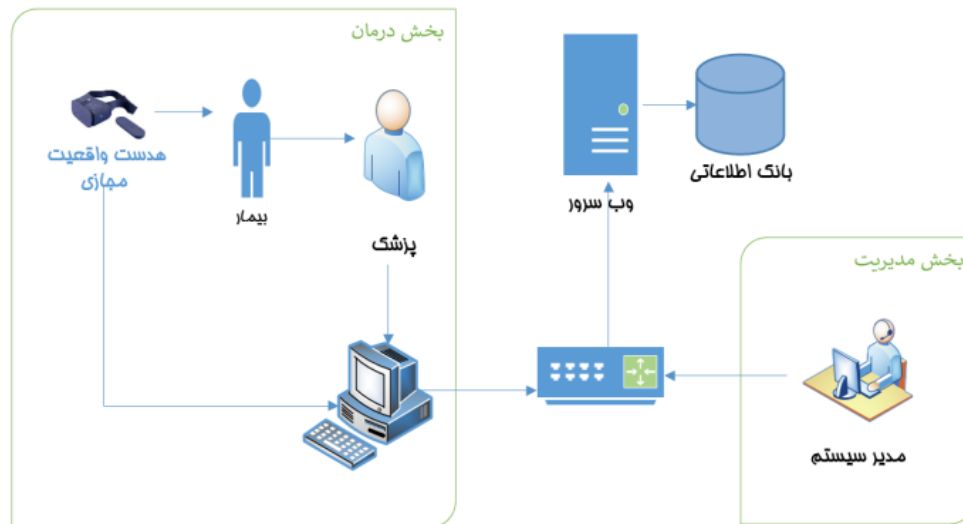 بخش درمان
هدست واقعیت
مجازی
بیمار
پزشک
وب سرور
بانک اطلاعاتی
بخش مدیریت
مدیر سیستم